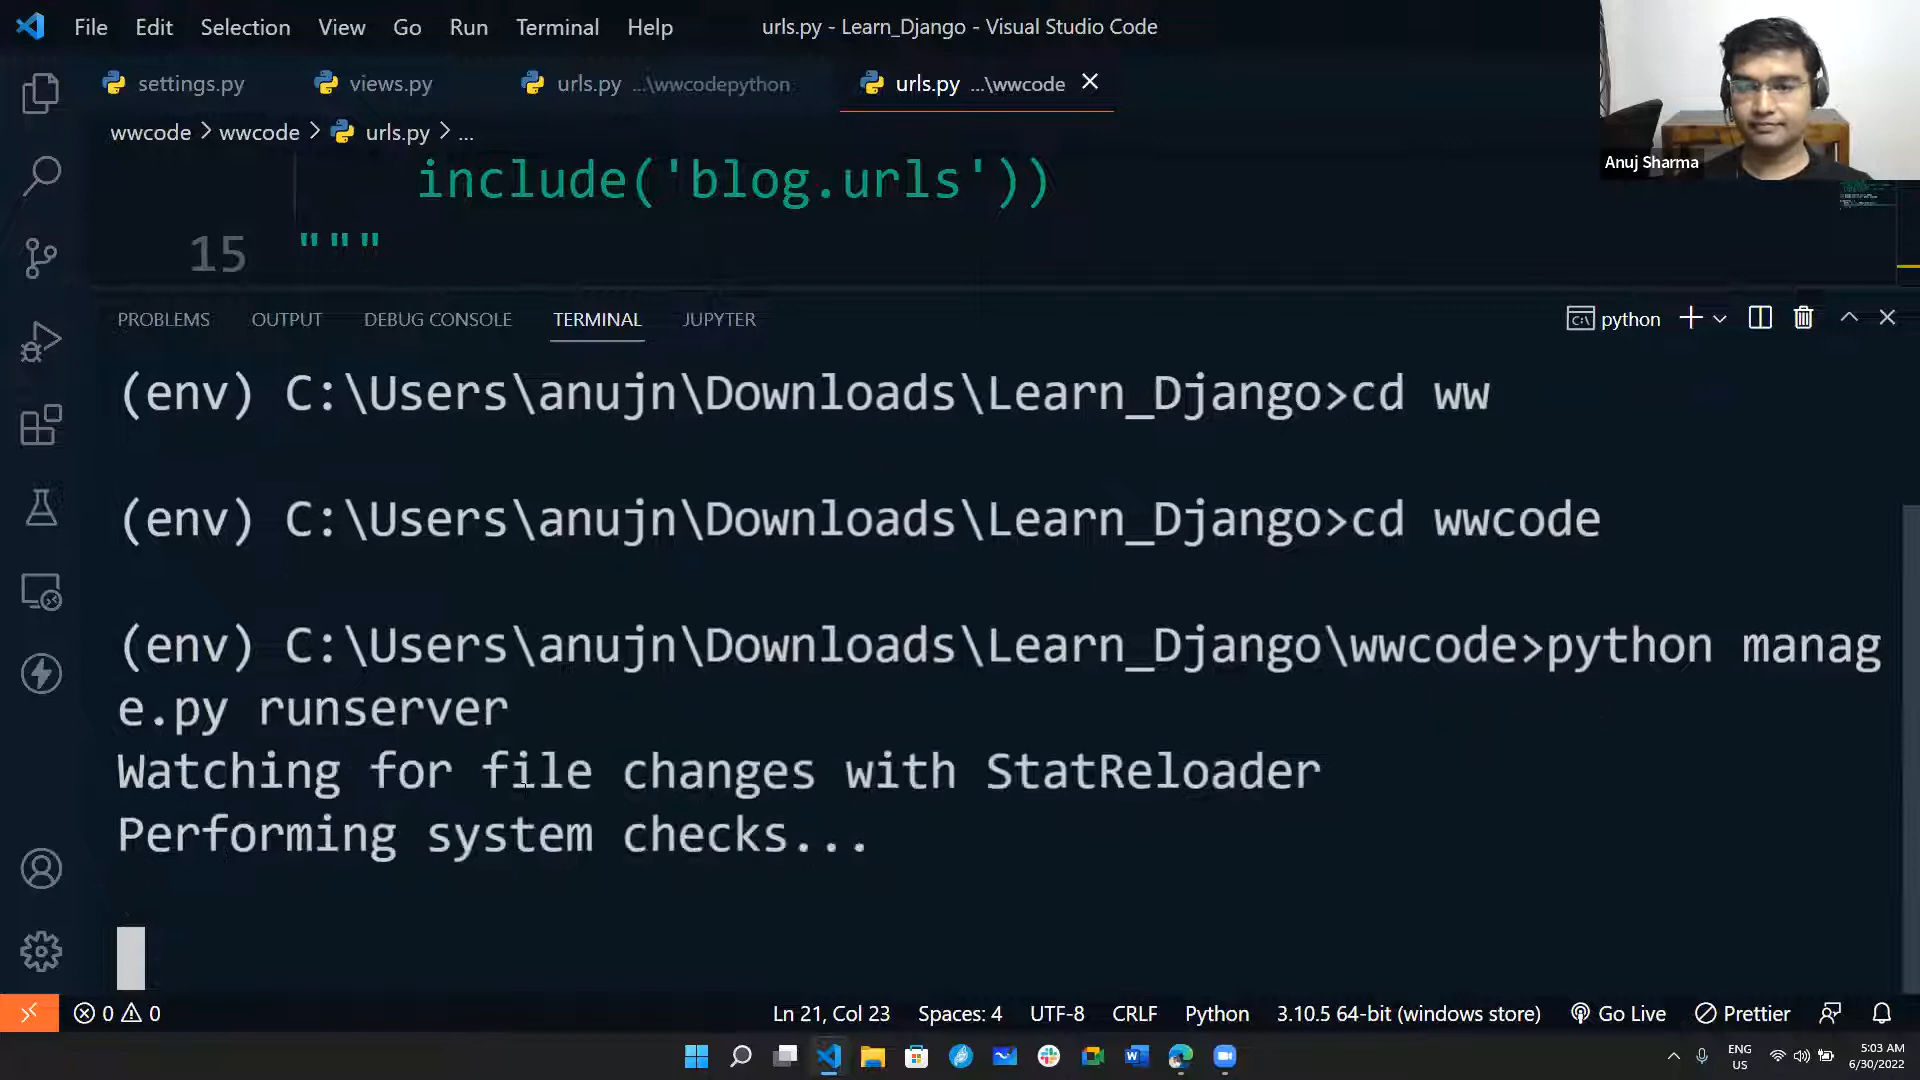 File Edit Selection View Go Run Terminal Help
urls.py - Learn_Django - Visual Studio Code
settings.py views.py urls.py ...\wwcodepython urls.py ...\wwcode
wwcode > wwcode > urls.py > ...
Anuj Sharma
include('blog.urls'))
15 """
PROBLEMS OUTPUT DEBUG CONSOLE TERMINAL JUPYTER python
(env) C:\Users\anujn\Downloads\Learn_Django>cd ww
(env) C:\Users\anujn\Downloads\Learn_Django>cd wwcode
(env) C:\Users\anujn\Downloads\Learn_Django\wwcode>python manag
e.py runserver
Watching for file changes with StatReloader
Performing system checks...
0 0 Ln 21, Col 23 Spaces: 4 UTF-8 CRLF Python 3.10.5 64-bit (windows store) Go Live Prettier
ENG
US
5:03 AM
6/30/2022